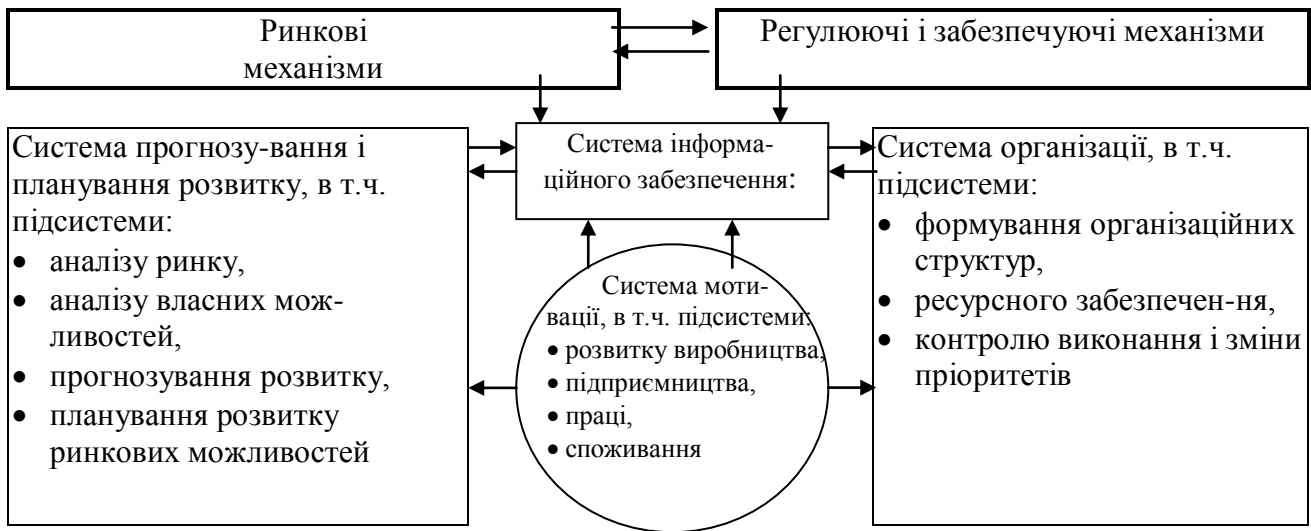 Ринкові
механізми
Регулюючі і забезпечуючі механізми
Система прогнозу-вання і
планування розвитку, в т.ч.
підсистеми:
• аналізу ринку,
• аналізу власних мож-
ливостей,
• прогнозування розвитку,
• планування розвитку
ринкових можливостей
Система інформа-
ційного забезпечення:
Система моти-
вації, в т.ч. підсистеми:
• розвитку виробництва,
• підприємництва,
• праці,
• споживання
Система організації, в т.ч.
підсистеми:
• формування організаційних
структур,
• ресурсного забезпечен-ня,
• контролю виконання і зміни
пріоритетів